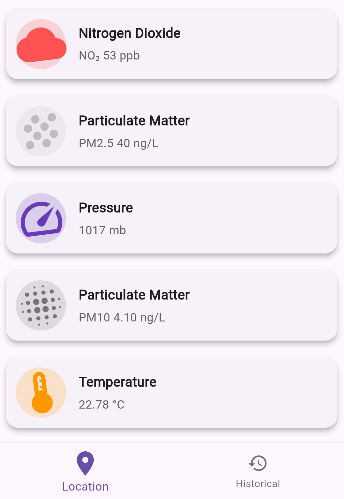 Nitrogen Dioxide
NO₂ 53 ppb
Particulate Matter
PM2.5 40 ng/L
Pressure
1017 mb
Particulate Matter
PM10 4.10 ng/L
Temperature
22.78 °C
Location
Historical